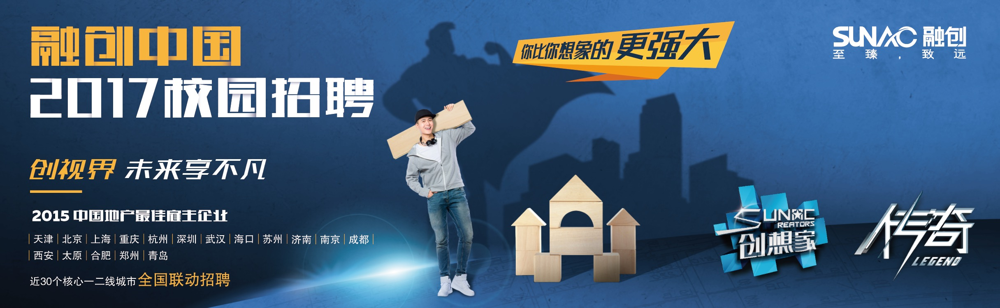 融创中国
2017校园招聘
创视界 未来享不凡
2015 中国地产最佳雇主企业
|天津|北京|上海|重庆|杭州|深圳|武汉|海口|苏州|济南|南京|成都|
|西安|太原|合肥|郑州|青岛
近30个核心一二线城市 全国联动招聘
你比你想象的 更强大
SUNAC 融创
至臻，致远
SUNAC
REATORS
创想家
传奇
LEGEND